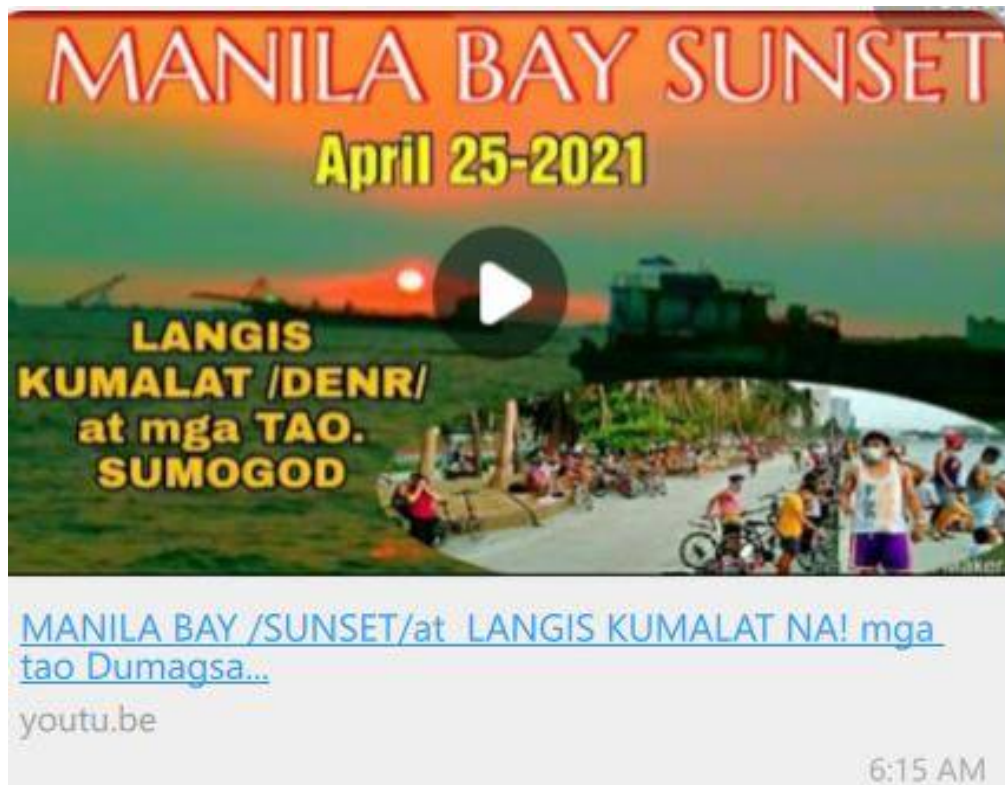 MANILA BAY SUNSET
April 25-2021
LANGIS
KUMALAT /DENR/
at mga TAO.
SUMOGOD
MANILA BAY /SUNSET/at LANGIS KUMALAT NA! mga
tao Dumagsa...
youtu.be
6:15 AM